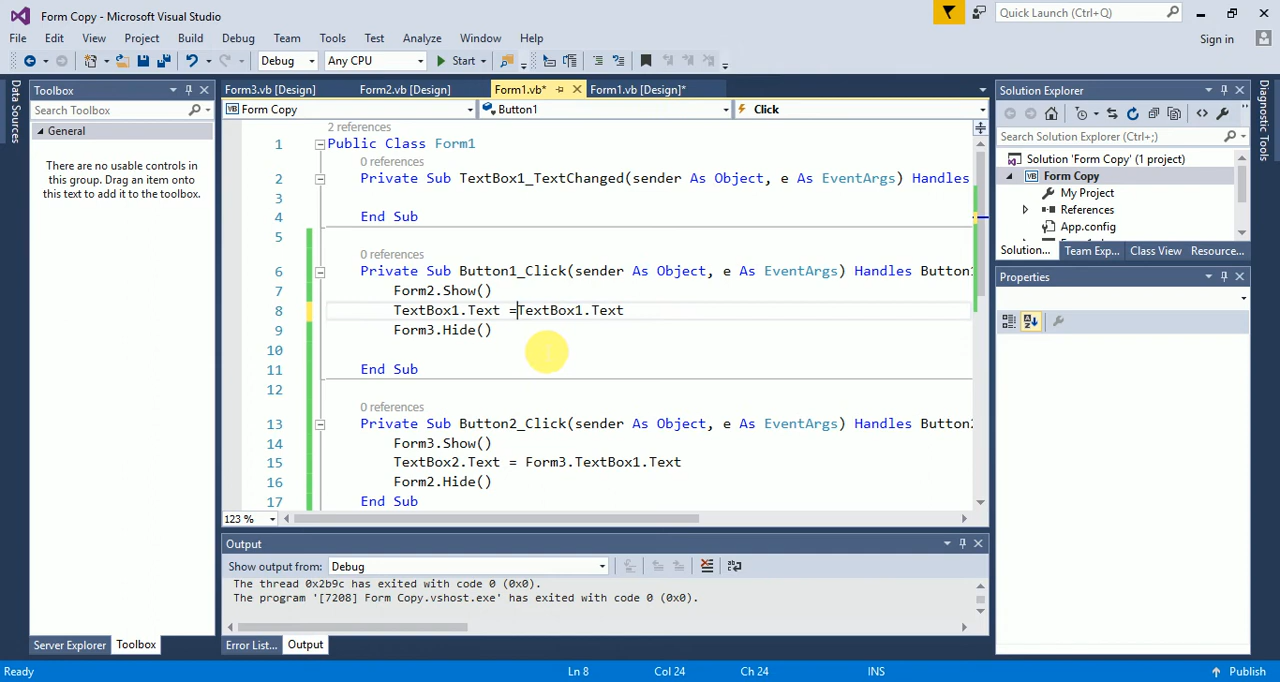 Form Copy - Microsoft Visual Studio
Quick Launch (Ctrl+Q)
File Edit View Project Build Debug Team Tools Test Analyze Window Help
Sign in
Debug Any CPU Start
Data Sources
Toolbox
Search Toolbox
General
There are no usable controls in this group. Drag an item onto this text to add it to the toolbox.
Form3.vb [Design] Form2.vb [Design] Form1.vb* Form1.vb [Design]*
Form Copy Button1 Click
2 references
1 Public Class Form1
0 references
2 Private Sub TextBox1_TextChanged(sender As Object, e As EventArgs) Handles
3
4 End Sub
5
0 references
6 Private Sub Button1_Click(sender As Object, e As EventArgs) Handles Button1
7 Form2.Show()
8 TextBox1.Text =TextBox1.Text
9 Form3.Hide()
10
11 End Sub
12
0 references
13 Private Sub Button2_Click(sender As Object, e As EventArgs) Handles Button2
14 Form3.Show()
15 TextBox2.Text = Form3.TextBox1.Text
16 Form2.Hide()
17 End Sub
123 %
Output
Show output from: Debug
The thread 0x2b9c has exited with code 0 (0x0).
The program '[7208] Form Copy.vshost.exe' has exited with code 0 (0x0).
Server Explorer Toolbox
Error List... Output
Solution Explorer
Search Solution Explorer (Ctrl+;)
Solution 'Form Copy' (1 project)
Form Copy
My Project
References
App.config
Solution... Team Exp... Class View Resource...
Properties
Diagnostic Tools
Ready Ln 8 Col 24 Ch 24 INS Publish